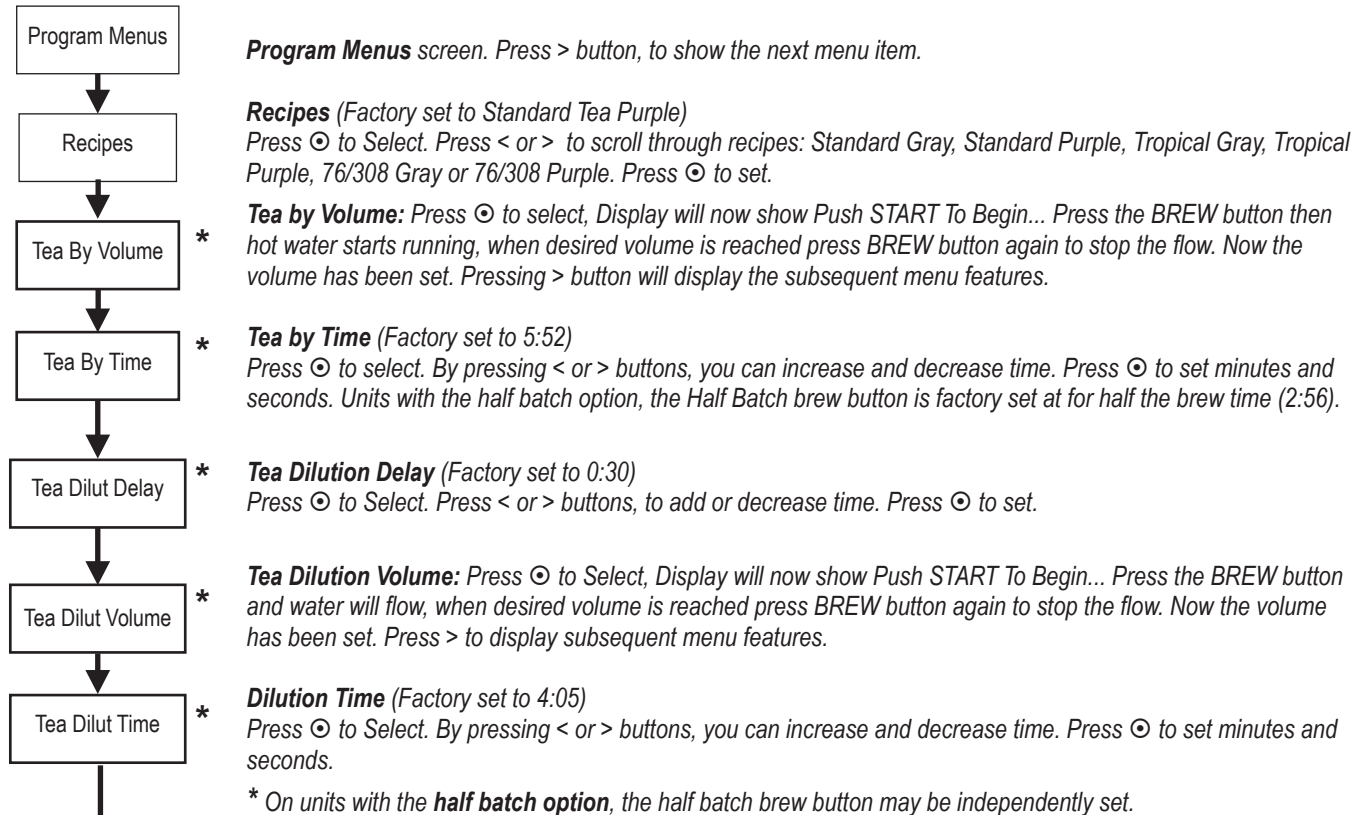 Program Menus
Program Menus screen. Press > button, to show the next menu item.
Recipes
Recipes (Factory set to Standard Tea Purple)
Press ⊙ to Select. Press < or > to scroll through recipes: Standard Gray, Standard Purple, Tropical Gray, Tropical
Purple, 76/308 Gray or 76/308 Purple. Press ⊙ to set.
Tea By Volume
*
Tea by Volume: Press ⊙ to select, Display will now show Push START To Begin... Press the BREW button then
hot water starts running, when desired volume is reached press BREW button again to stop the flow. Now the
volume has been set. Pressing > button will display the subsequent menu features.
Tea By Time
*
Tea by Time (Factory set to 5:52)
Press ⊙ to select. By pressing < or > buttons, you can increase and decrease time. Press ⊙ to set minutes and
seconds. Units with the half batch option, the Half Batch brew button is factory set at for half the brew time (2:56).
Tea Dilut Delay
*
Tea Dilution Delay (Factory set to 0:30)
Press ⊙ to Select. Press < or > buttons, to add or decrease time. Press ⊙ to set.
Tea Dilut Volume
*
Tea Dilution Volume: Press ⊙ to Select, Display will now show Push START To Begin... Press the BREW button
and water will flow, when desired volume is reached press BREW button again to stop the flow. Now the volume
has been set. Press > to display subsequent menu features.
Tea Dilut Time
*
Dilution Time (Factory set to 4:05)
Press ⊙ to Select. By pressing < or > buttons, you can increase and decrease time. Press ⊙ to set minutes and
seconds.
* On units with the half batch option, the half batch brew button may be independently set.